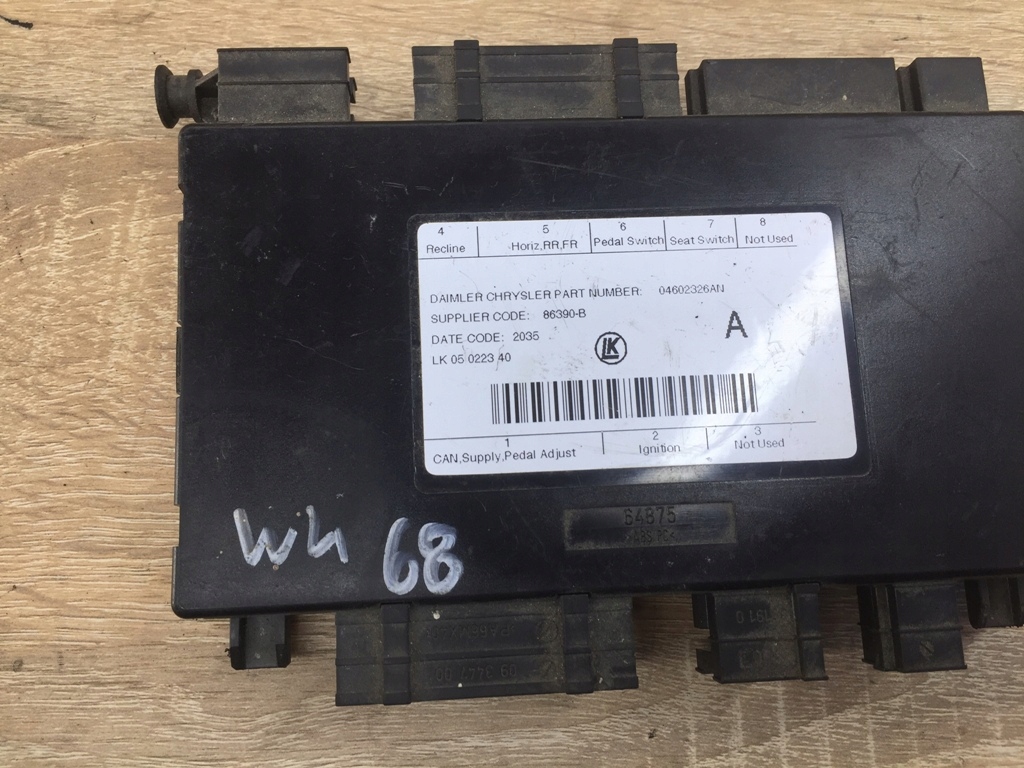 4 5 6 7 8
Recline Horiz,RR,FR Pedal Switch Seat Switch Not Used
DAIMLER CHRYSLER PART NUMBER: 04602326AN
SUPPLIER CODE: 86390-B
DATE CODE: 2035
LK 05 0223 40
LK
A
1 2 3
CAN,Supply,Pedal Adjust Ignition Not Used
64875
Wh 68